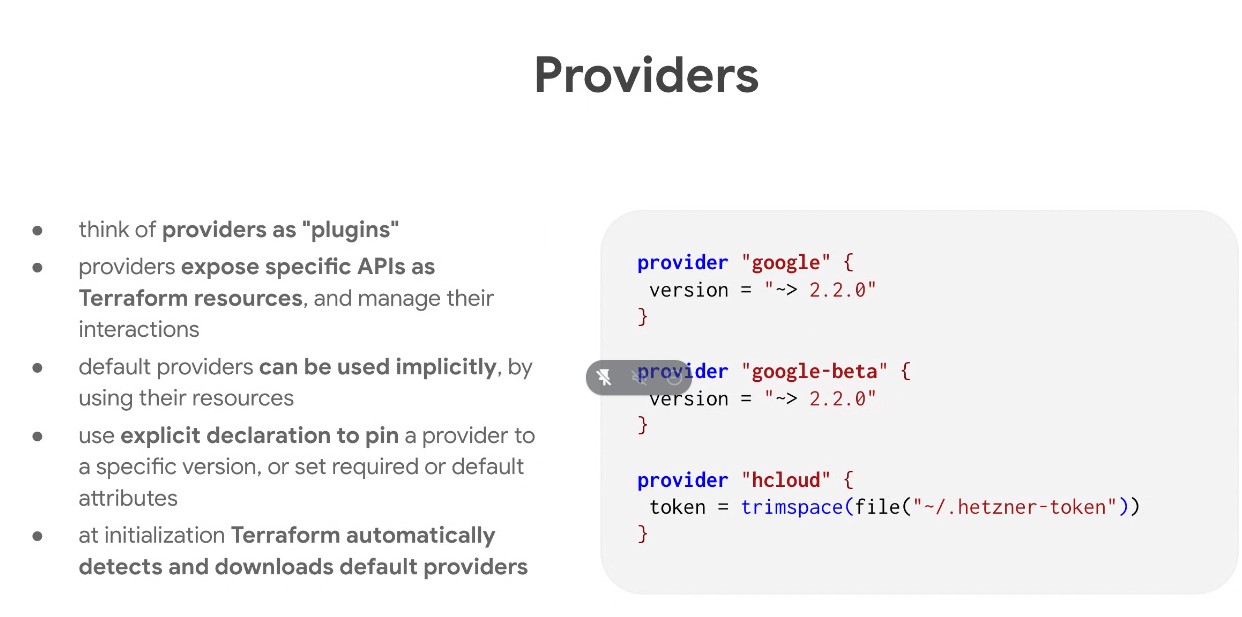 Providers
● think of providers as "plugins"
● providers expose specific APIs as
Terraform resources, and manage their
interactions
● default providers can be used implicitly, by
using their resources
● use explicit declaration to pin a provider to
a specific version, or set required or default
attributes
● at initialization Terraform automatically
detects and downloads default providers
provider "google" {
version = "~> 2.2.0"
}
provider "google-beta" {
version = "~> 2.2.0"
}
provider "hcloud" {
token = trimspace(file("~/.hetzner-token"))
}